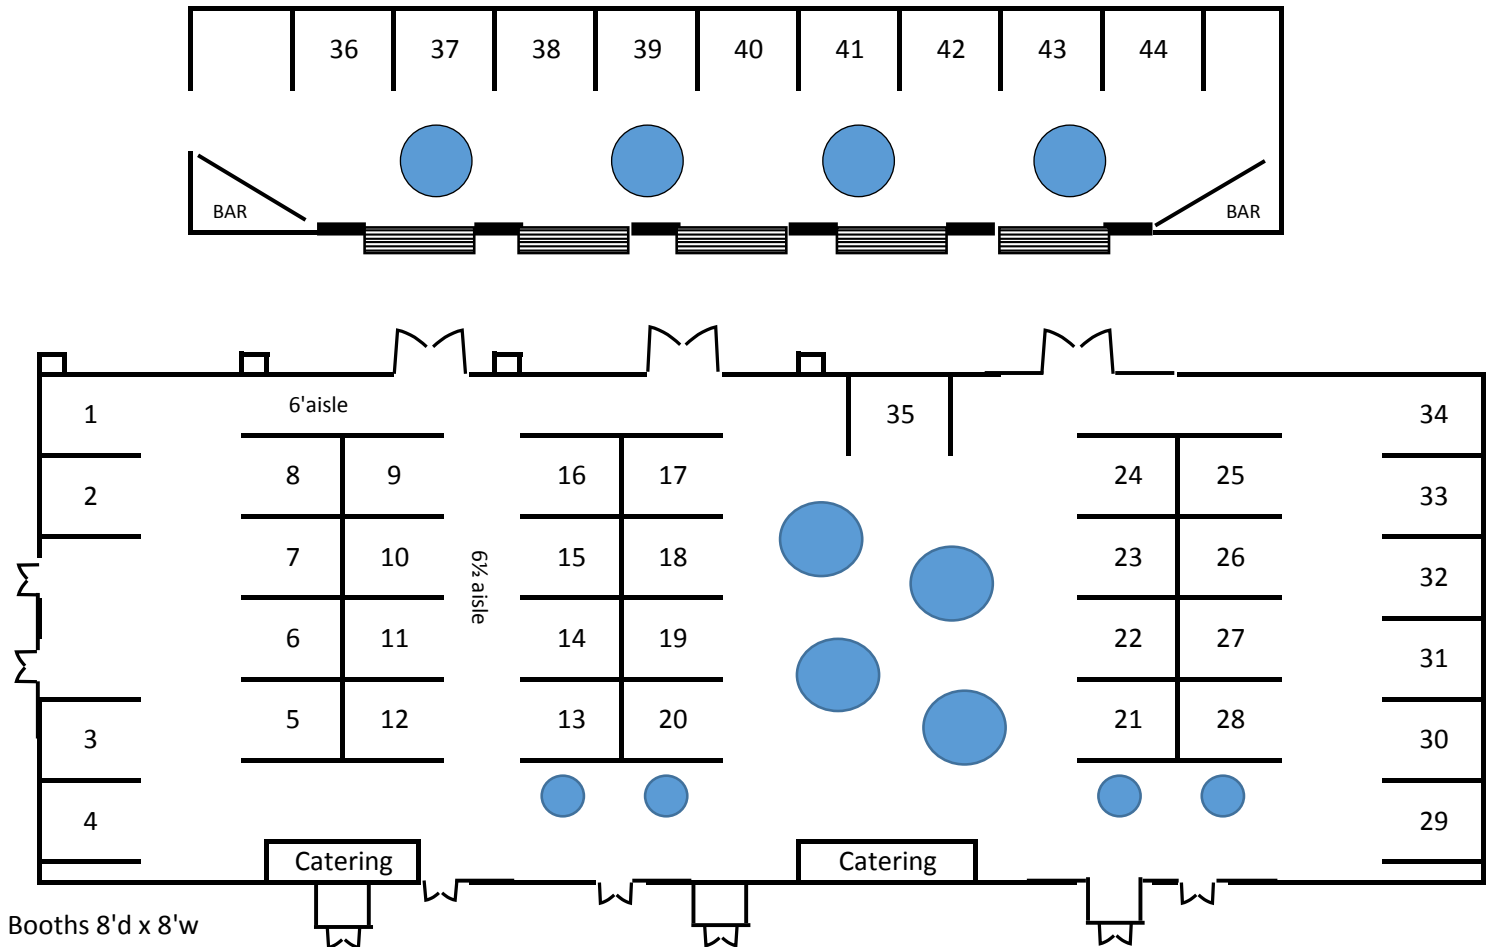 36 37 38 39 40 41 42 43 44
BAR BAR
6'aisle
1 35 34
8 9 16 17 24 25
2 33
7 10 15 18 23 26
6½ aisle
32
6 11 14 19 22 27
31
5 12 13 20 21 28
3 30
4 29
Catering Catering
Booths 8'd x 8'w